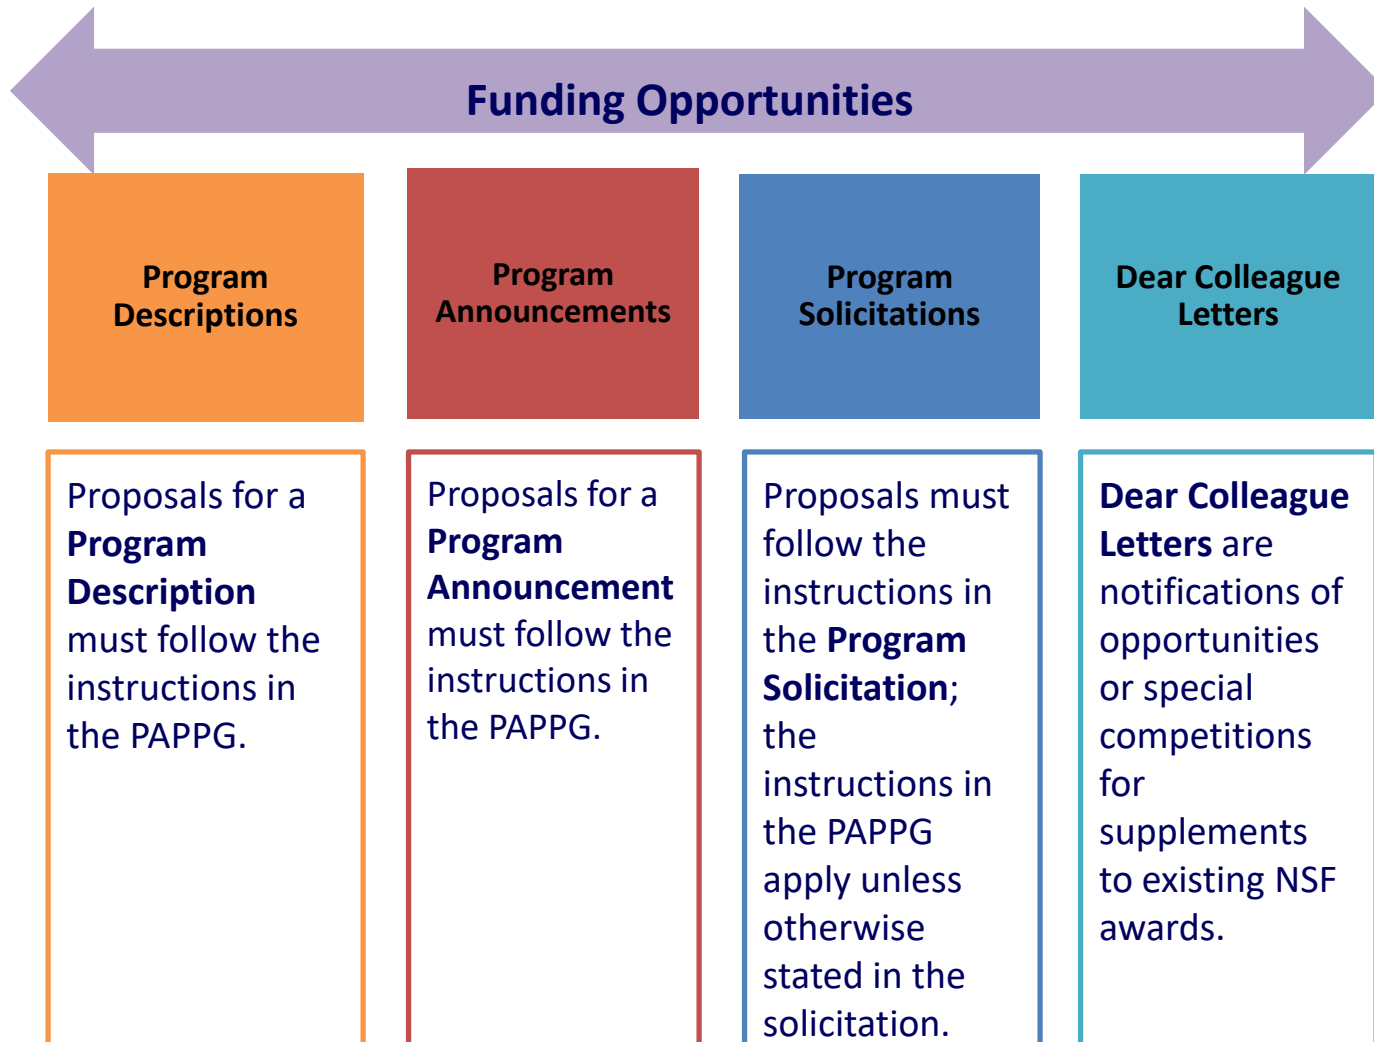 Funding Opportunities
Program
Descriptions
Program
Announcements
Program
Solicitations
Dear Colleague
Letters
Proposals for a
Program
Description
must follow the
instructions in
the PAPPG.
Proposals for a
Program
Announcement
must follow the
instructions in
the PAPPG.
Proposals must
follow the
instructions in
the Program
Solicitation;
the
instructions in
the PAPPG
apply unless
otherwise
stated in the
solicitation.
Dear Colleague
Letters are
notifications of
opportunities
or special
competitions
for
supplements
to existing NSF
awards.